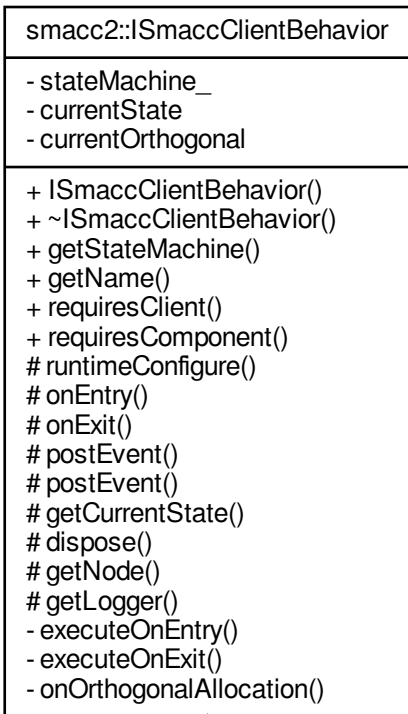 smacc2::ISmaccClientBehavior
- stateMachine_
- currentState
- currentOrthogonal
+ ISmaccClientBehavior()
+ ~ISmaccClientBehavior()
+ getStateMachine()
+ getName()
+ requiresClient()
+ requiresComponent()
# runtimeConfigure()
# onEntry()
# onExit()
# postEvent()
# postEvent()
# getCurrentState()
# dispose()
# getNode()
# getLogger()
- executeOnEntry()
- executeOnExit()
- onOrthogonalAllocation()